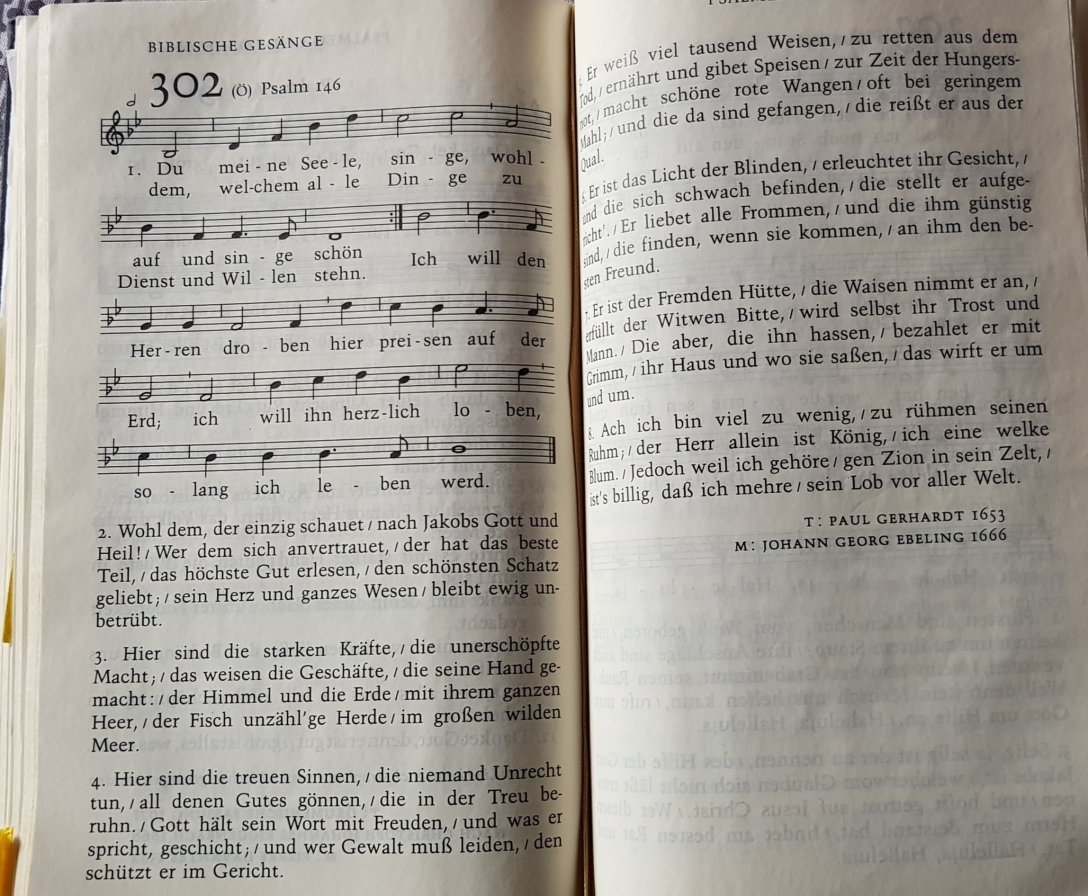 BIBLISCHE GESÄNGE
302 (Ö) Psalm 146
1. Du mei - ne See - le, sin - ge, wohl -
dem, wel-chem al - le Din - ge zu
auf und sin - ge schön Ich will den
Dienst und Wil - len stehn.
Her - ren dro - ben hier prei - sen auf der
Erd; ich will ihn herz-lich lo - ben,
so - lang ich le - ben werd.
2. Wohl dem, der einzig schauet / nach Jakobs Gott und
Heil! / Wer dem sich anvertrauet, / der hat das beste
Teil, / das höchste Gut erlesen, / den schönsten Schatz
geliebt; / sein Herz und ganzes Wesen / bleibt ewig un-
betrübt.
3. Hier sind die starken Kräfte, / die unerschöpfte
Macht; / das weisen die Geschäfte, / die seine Hand ge-
macht: / der Himmel und die Erde / mit ihrem ganzen
Heer, / der Fisch unzähl'ge Herde / im großen wilden
Meer.
4. Hier sind die treuen Sinnen, / die niemand Unrecht
tun, / all denen Gutes gönnen, / die in der Treu be-
ruhn. / Gott hält sein Wort mit Freuden, / und was er
spricht, geschicht; / und wer Gewalt muß leiden, / den
schützt er im Gericht.
5. Er weiß viel tausend Weisen, / zu retten aus dem
Tod, / ernährt und gibet Speisen / zur Zeit der Hungers-
not, / macht schöne rote Wangen / oft bei geringem
Mahl; / und die da sind gefangen, / die reißt er aus der
Qual.
6. Er ist das Licht der Blinden, / erleuchtet ihr Gesicht, /
und die sich schwach befinden, / die stellt er aufge-
richt'. / Er liebet alle Frommen, / und die ihm günstig
sind, / die finden, wenn sie kommen, / an ihm den be-
sten Freund.
7. Er ist der Fremden Hütte, / die Waisen nimmt er an, /
erfüllt der Witwen Bitte, / wird selbst ihr Trost und
Mann. / Die aber, die ihn hassen, / bezahlet er mit
Grimm, / ihr Haus und wo sie saßen, / das wirft er um
und um.
8. Ach ich bin viel zu wenig, / zu rühmen seinen
Ruhm; / der Herr allein ist König, / ich eine welke
Blum. / Jedoch weil ich gehöre / gen Zion in sein Zelt, /
ist's billig, daß ich mehre / sein Lob vor aller Welt.
T: PAUL GERHARDT 1653
M: JOHANN GEORG EBELING 1666